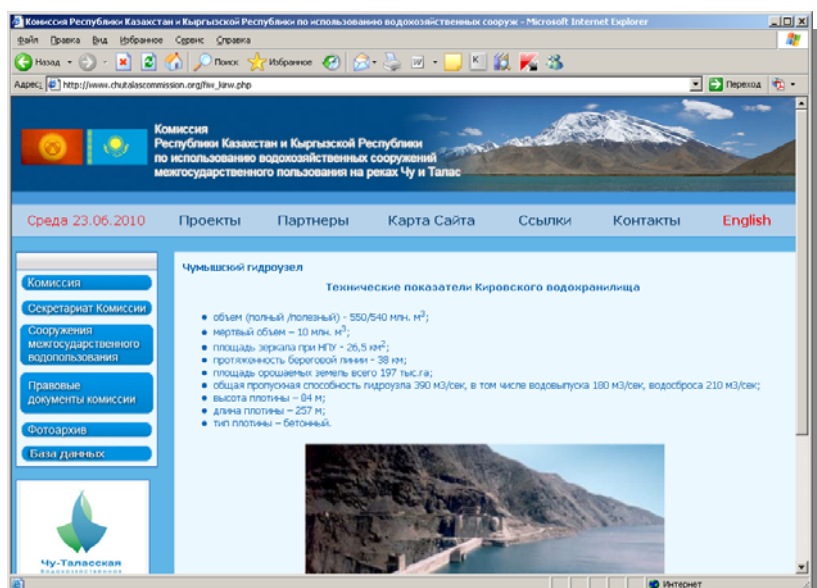 Комиссия Республики Казахстан и Кыргызской Республики по использованию водохозяйственных сооруж - Microsoft Internet Explorer
Файл Правка Вид Избранное Сервис Справка
Назад Поиск Избранное
Адрес: http://www.chutalascommission.org/fiw_kirw.php Переход
Комиссия
Республики Казахстан и Кыргызской Республики
по использованию водохозяйственных сооружений
межгосударственного пользования на реках Чу и Талас
Среда 23.06.2010 Проекты Партнеры Карта Сайта Ссылки Контакты English
Комиссия
Секретариат Комиссии
Сооружения
межгосударственного
водопользования
Правовые
документы комиссии
Фотоархив
База данных
Чу-Таласская
Водохозяйственная
Чумышский гидроузел
Технические показатели Кировского водохранилища
• объем (полный /полезный) - 550/540 млн. м³;
• мертвый объем – 10 млн. м³;
• площадь зеркала при НПУ - 26,5 км²;
• протяженность береговой линии - 38 км;
• площадь орошаемых земель всего 197 тыс.га;
• общая пропускная способность гидроузла 390 м3/сек, в том числе водовыпуска 180 м3/сек, водосброса 210 м3/сек;
• высота плотины – 84 м;
• длина плотины – 257 м;
• тип плотины – бетонный.
Интернет